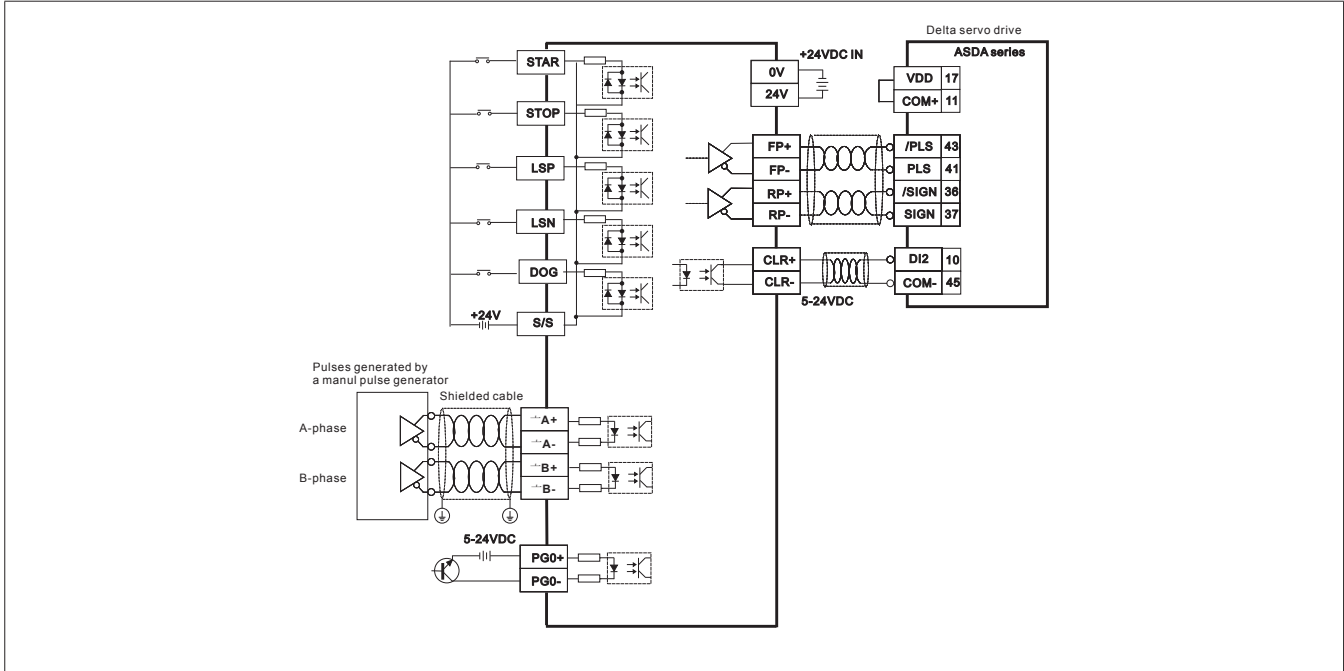 Delta servo drive
ASDA series
+24VDC IN
STAR
0V
VDD 17
24V
COM+ 11
STOP
FP+
/PLS 43
LSP
FP-
PLS 41
RP+
/SIGN 36
LSN
RP-
SIGN 37
DOG
CLR+
DI2 10
CLR-
COM- 45
5-24VDC
+24V
S/S
Pulses generated by
a manul pulse generator
Shielded cable
A-phase
A+
A-
B-phase
B+
B-
5-24VDC
PG0+
PG0-